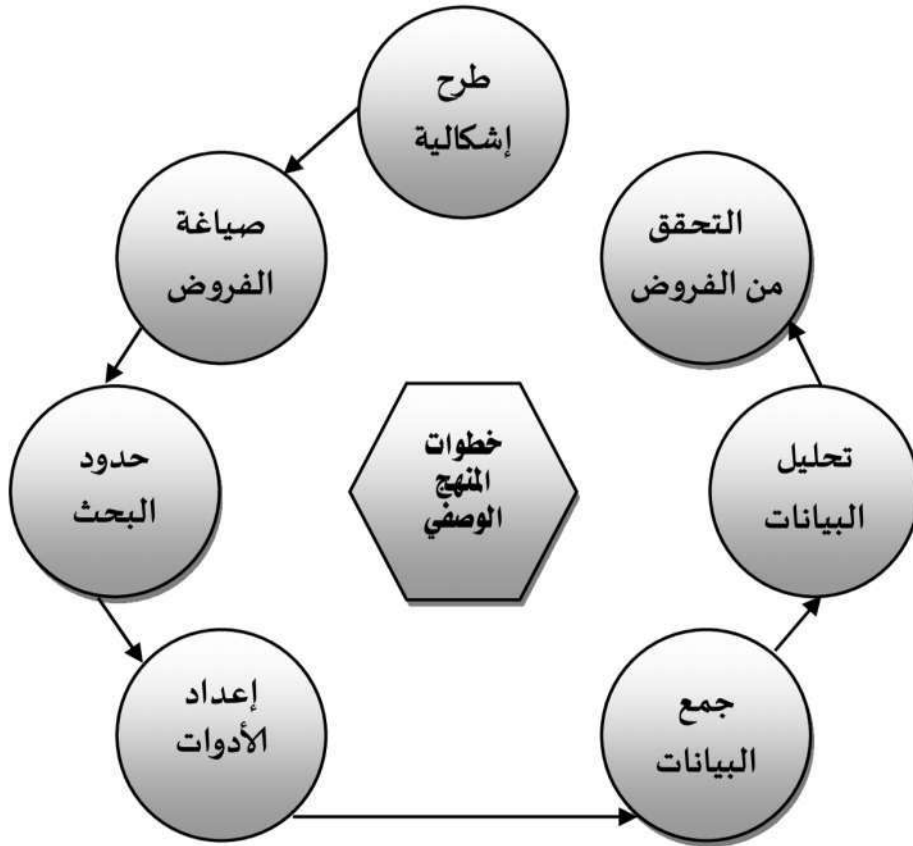 طرح
إشكالية
صياغة
الفروض
حدود
البحث
إعداد
الأدوات
جمع
البيانات
تحليل
البيانات
التحقق
من الفروض
خطوات
المنهج
الوصفي